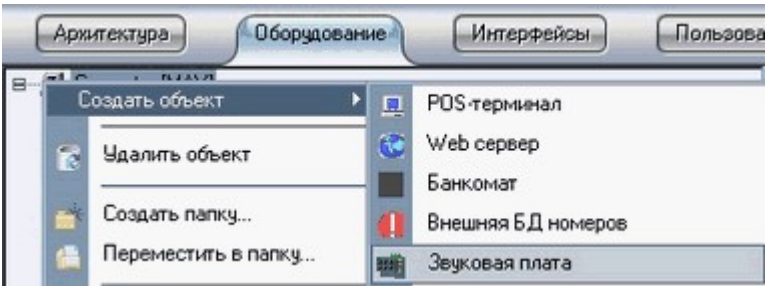 Архитектура Оборудование Интерфейсы
Создать объект
Удалить объект
Создать папку...
Переместить в папку...
POS-терминал
Web сервер
Банкомат
Внешняя БД номеров
Звуковая плата